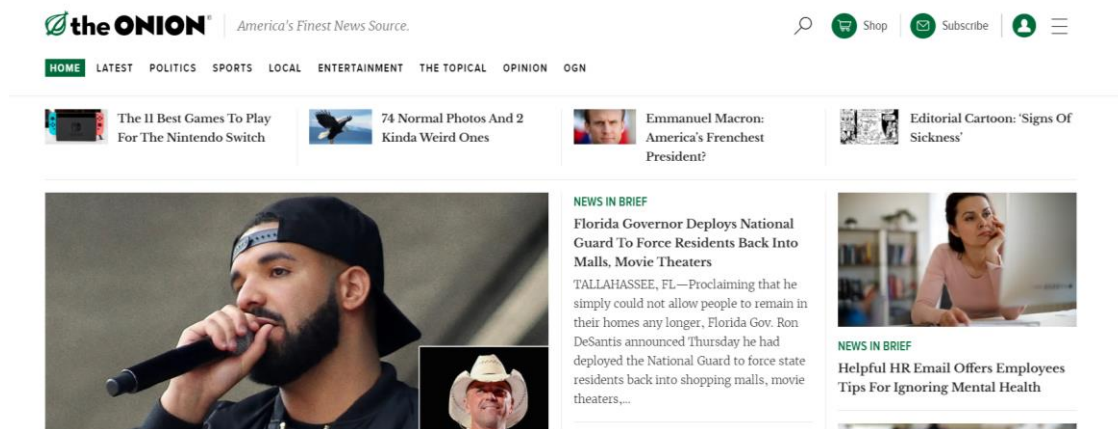 the ONION®
America's Finest News Source.
Shop
Subscribe
HOME LATEST POLITICS SPORTS LOCAL ENTERTAINMENT THE TOPICAL OPINION OGN
The 11 Best Games To Play
For The Nintendo Switch
74 Normal Photos And 2
Kinda Weird Ones
Emmanuel Macron:
America's Frenchest
President?
Editorial Cartoon: ‘Signs Of
Sickness’
NEWS IN BRIEF
Florida Governor Deploys National
Guard To Force Residents Back Into
Malls, Movie Theaters
TALLAHASSEE, FL—Proclaiming that he
simply could not allow people to remain in
their homes any longer, Florida Gov. Ron
DeSantis announced Thursday he had
deployed the National Guard to force state
residents back into shopping malls, movie
theaters,...
NEWS IN BRIEF
Helpful HR Email Offers Employees
Tips For Ignoring Mental Health